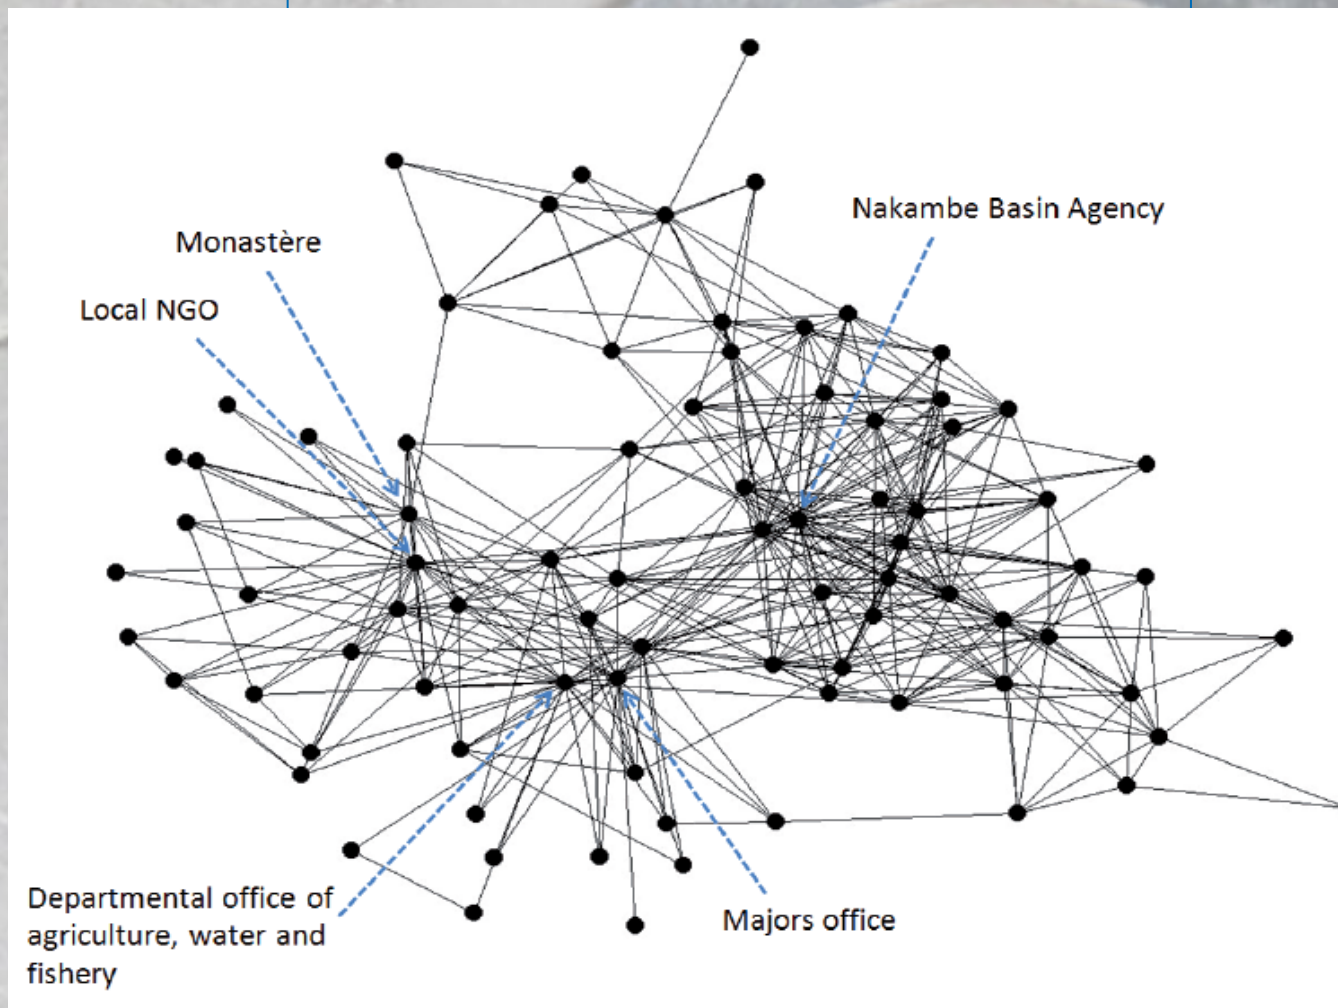 Nakambe Basin Agency
Monastère
Local NGO
Departmental office of
agriculture, water and
fishery
Majors office